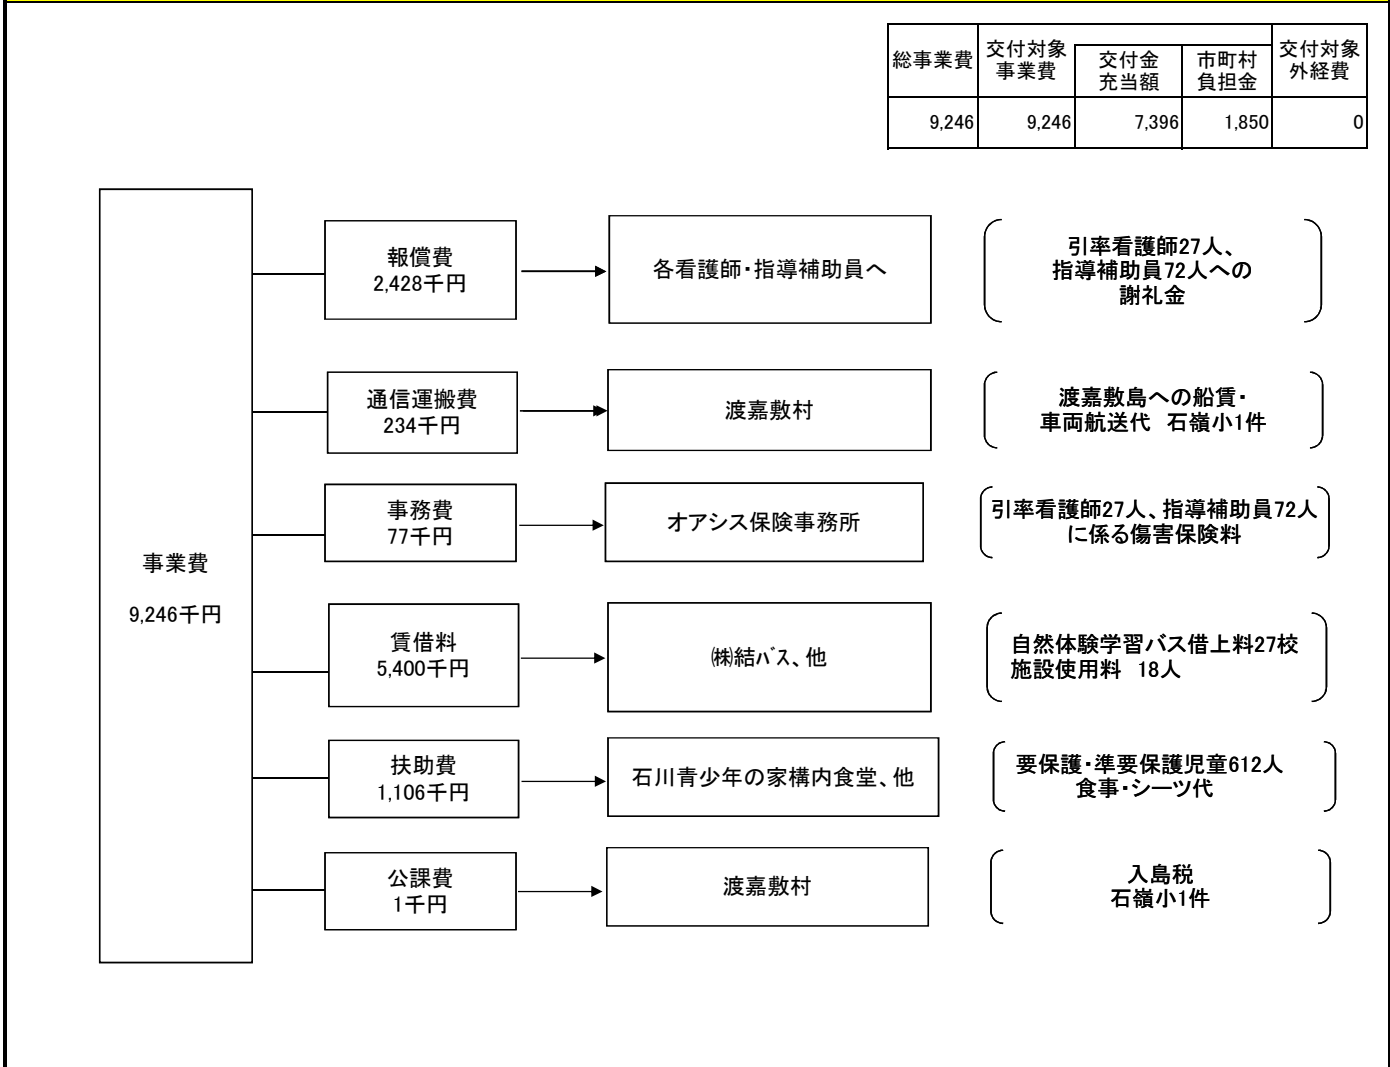 総事業費
交付対象
事業費
交付金
充当額
市町村
負担金
交付対象
外経費
9,246
9,246
7,396
1,850
0
事業費
9,246千円
報償費
2,428千円
各看護師・指導補助員へ
引率看護師27人、
指導補助員72人への
謝礼金
通信運搬費
234千円
渡嘉敷村
渡嘉敷島への船賃・
車両航送代 石嶺小1件
事務費
77千円
オアシス保険事務所
引率看護師27人、指導補助員72人
に係る傷害保険料
賃借料
5,400千円
㈱結ﾊﾞｽ、他
自然体験学習バス借上料27校
施設使用料 18人
扶助費
1,106千円
石川青少年の家構内食堂、他
要保護・準要保護児童612人
食事・シーツ代
公課費
1千円
渡嘉敷村
入島税
石嶺小1件